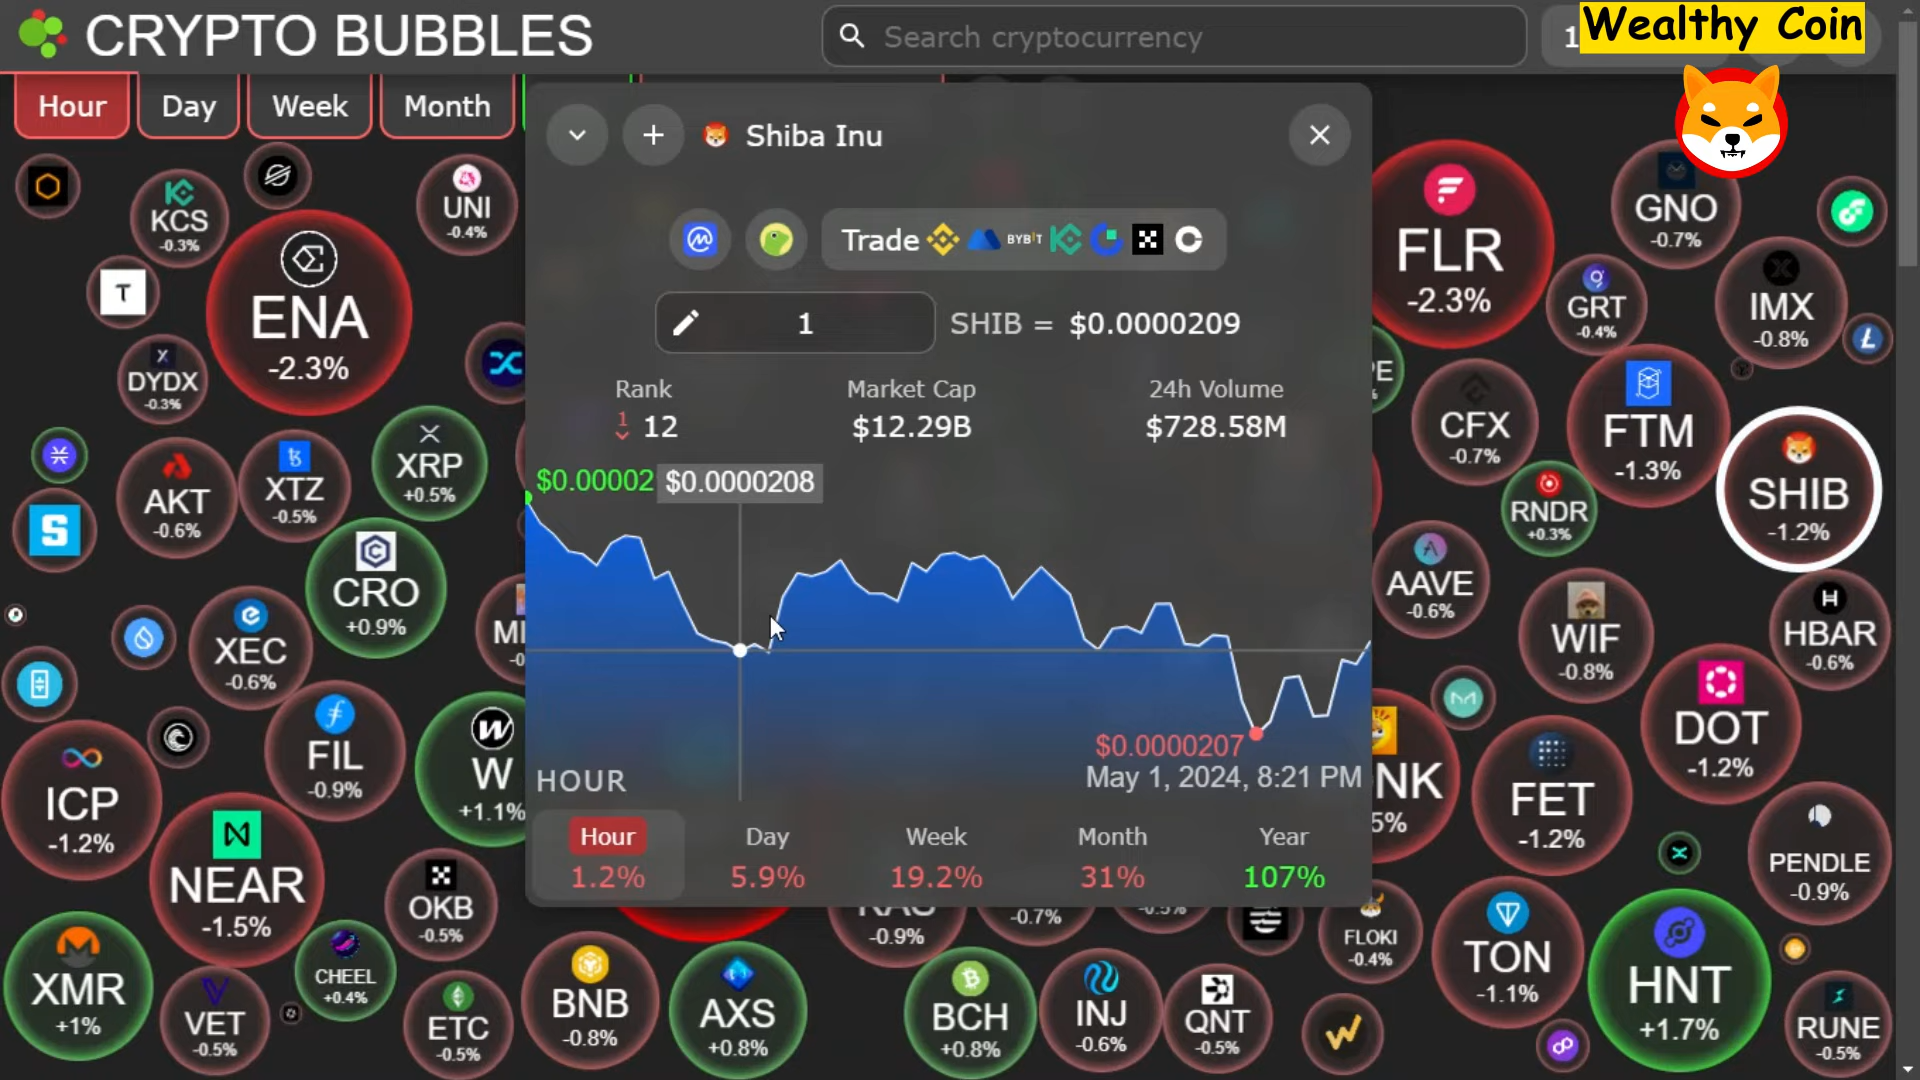 CRYPTO BUBBLES
Search cryptocurrency
Wealthy Coin
Hour
Day
Week
Month
Shiba Inu
Trade
BYBIT
1
SHIB = $0.0000209
Rank
Market Cap
24h Volume
1
12
$12.29B
$728.58M
$0.00002
$0.0000208
$0.0000207
May 1, 2024, 8:21 PM
HOUR
Hour
Day
Week
Month
Year
1.2%
5.9%
19.2%
31%
107%
KCS
-0.3%
UNI
-0.4%
ENA
-2.3%
T
DYDX
-0.3%
XRP
+0.5%
AKT
-0.6%
XTZ
-0.5%
S
CRO
+0.9%
XEC
-0.6%
FIL
-0.9%
W
+1.1%
ICP
-1.2%
NEAR
-1.5%
OKB
-0.5%
XMR
+1%
CHEEL
+0.4%
VET
-0.5%
ETC
-0.5%
BNB
-0.8%
AXS
+0.8%
-0.9%
-0.7%
-0.5%
BCH
+0.8%
INJ
-0.6%
QNT
-0.5%
FLOKI
-0.4%
FLR
-2.3%
GNO
-0.7%
GRT
-0.4%
IMX
-0.8%
CFX
-0.7%
FTM
-1.3%
SHIB
-1.2%
RNDR
+0.3%
AAVE
-0.6%
WIF
-0.8%
HBAR
-0.6%
DOT
-1.2%
NK
5%
FET
-1.2%
PENDLE
-0.9%
TON
-1.1%
HNT
+1.7%
RUNE
-0.5%